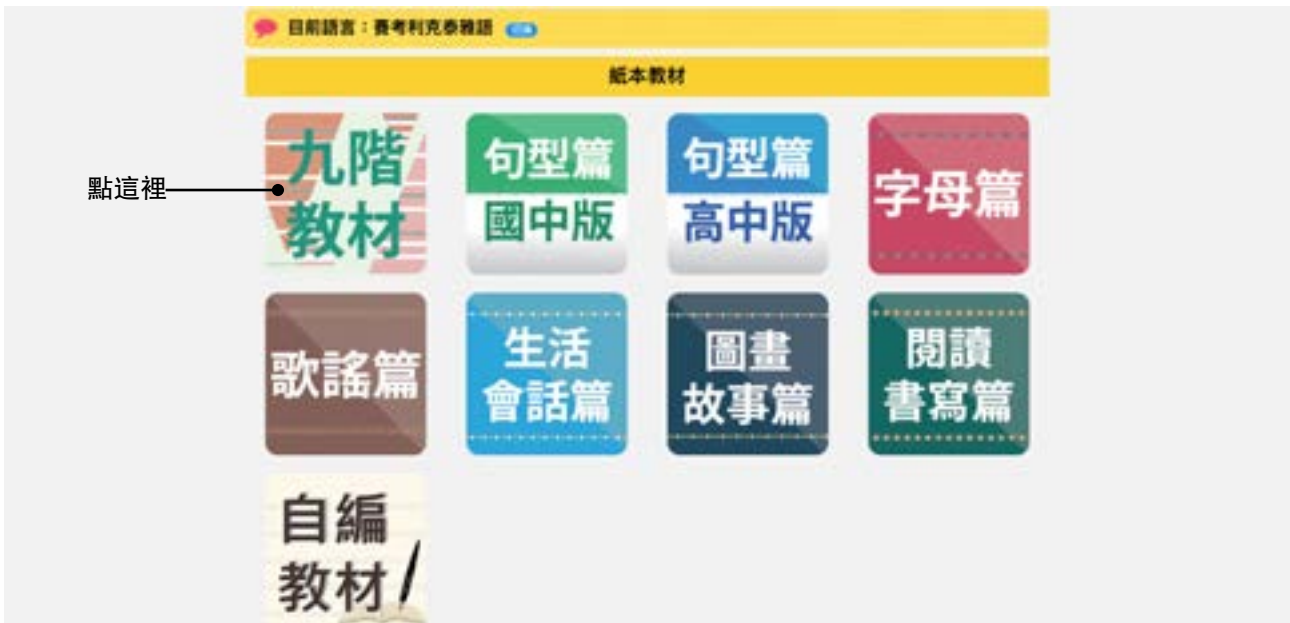 目前語言：賽考利克泰雅語
紙本教材
點這裡
九階
教材
句型篇
國中版
句型篇
高中版
字母篇
歌謠篇
生活
會話篇
圖畫
故事篇
閱讀
書寫篇
自編
教材